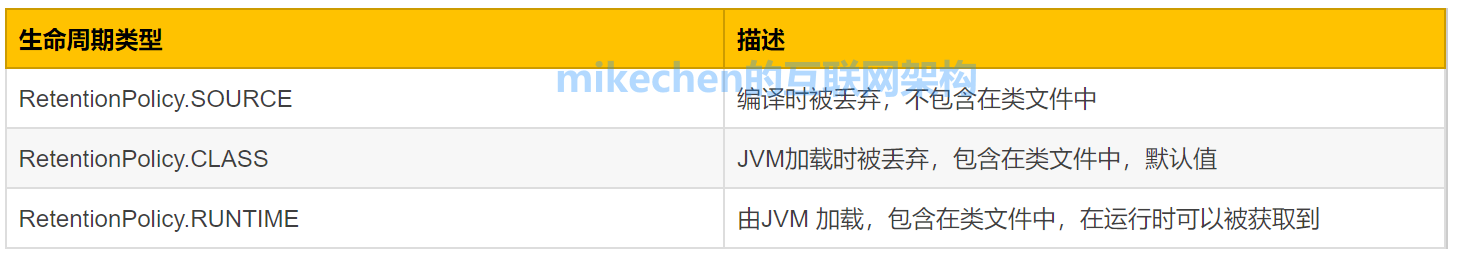 生命周期类型 描述
mikechen的互联网架构
RetentionPolicy.SOURCE 编译时被丢弃，不包含在类文件中
RetentionPolicy.CLASS JVM加载时被丢弃，包含在类文件中，默认值
RetentionPolicy.RUNTIME 由JVM 加载，包含在类文件中，在运行时可以被获取到